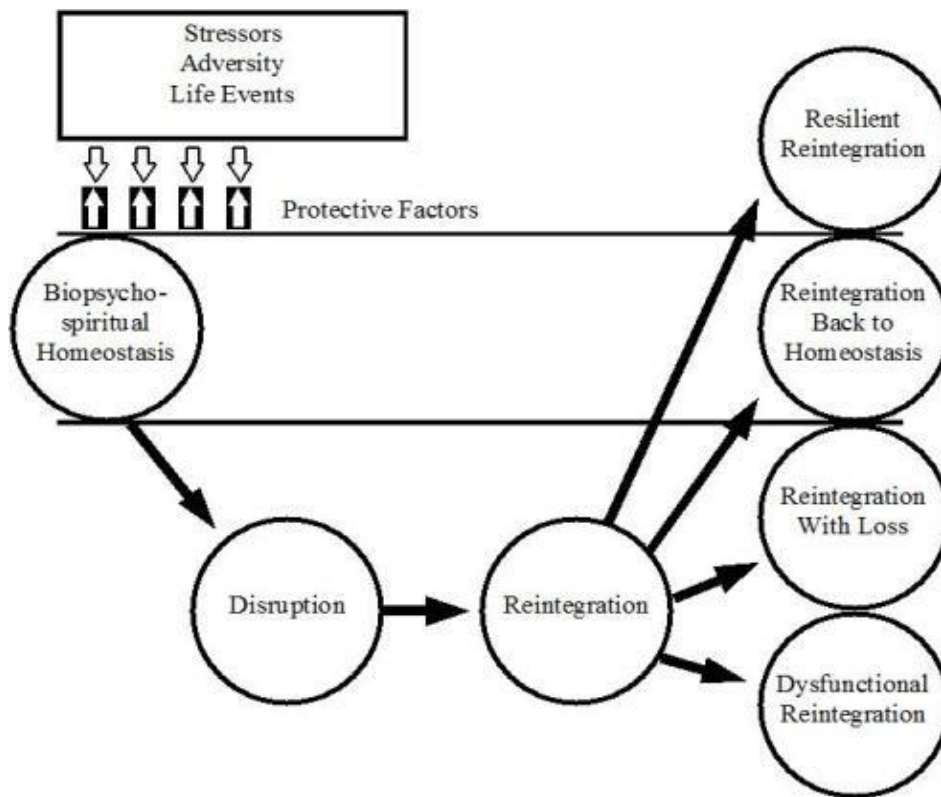 Stressors
Adversity
Life Events
Protective Factors
Biopsycho-
spiritual
Homeostasis
Disruption
Reintegration
Resilient
Reintegration
Reintegration
Back to
Homeostasis
Reintegration
With Loss
Dysfunctional
Reintegration